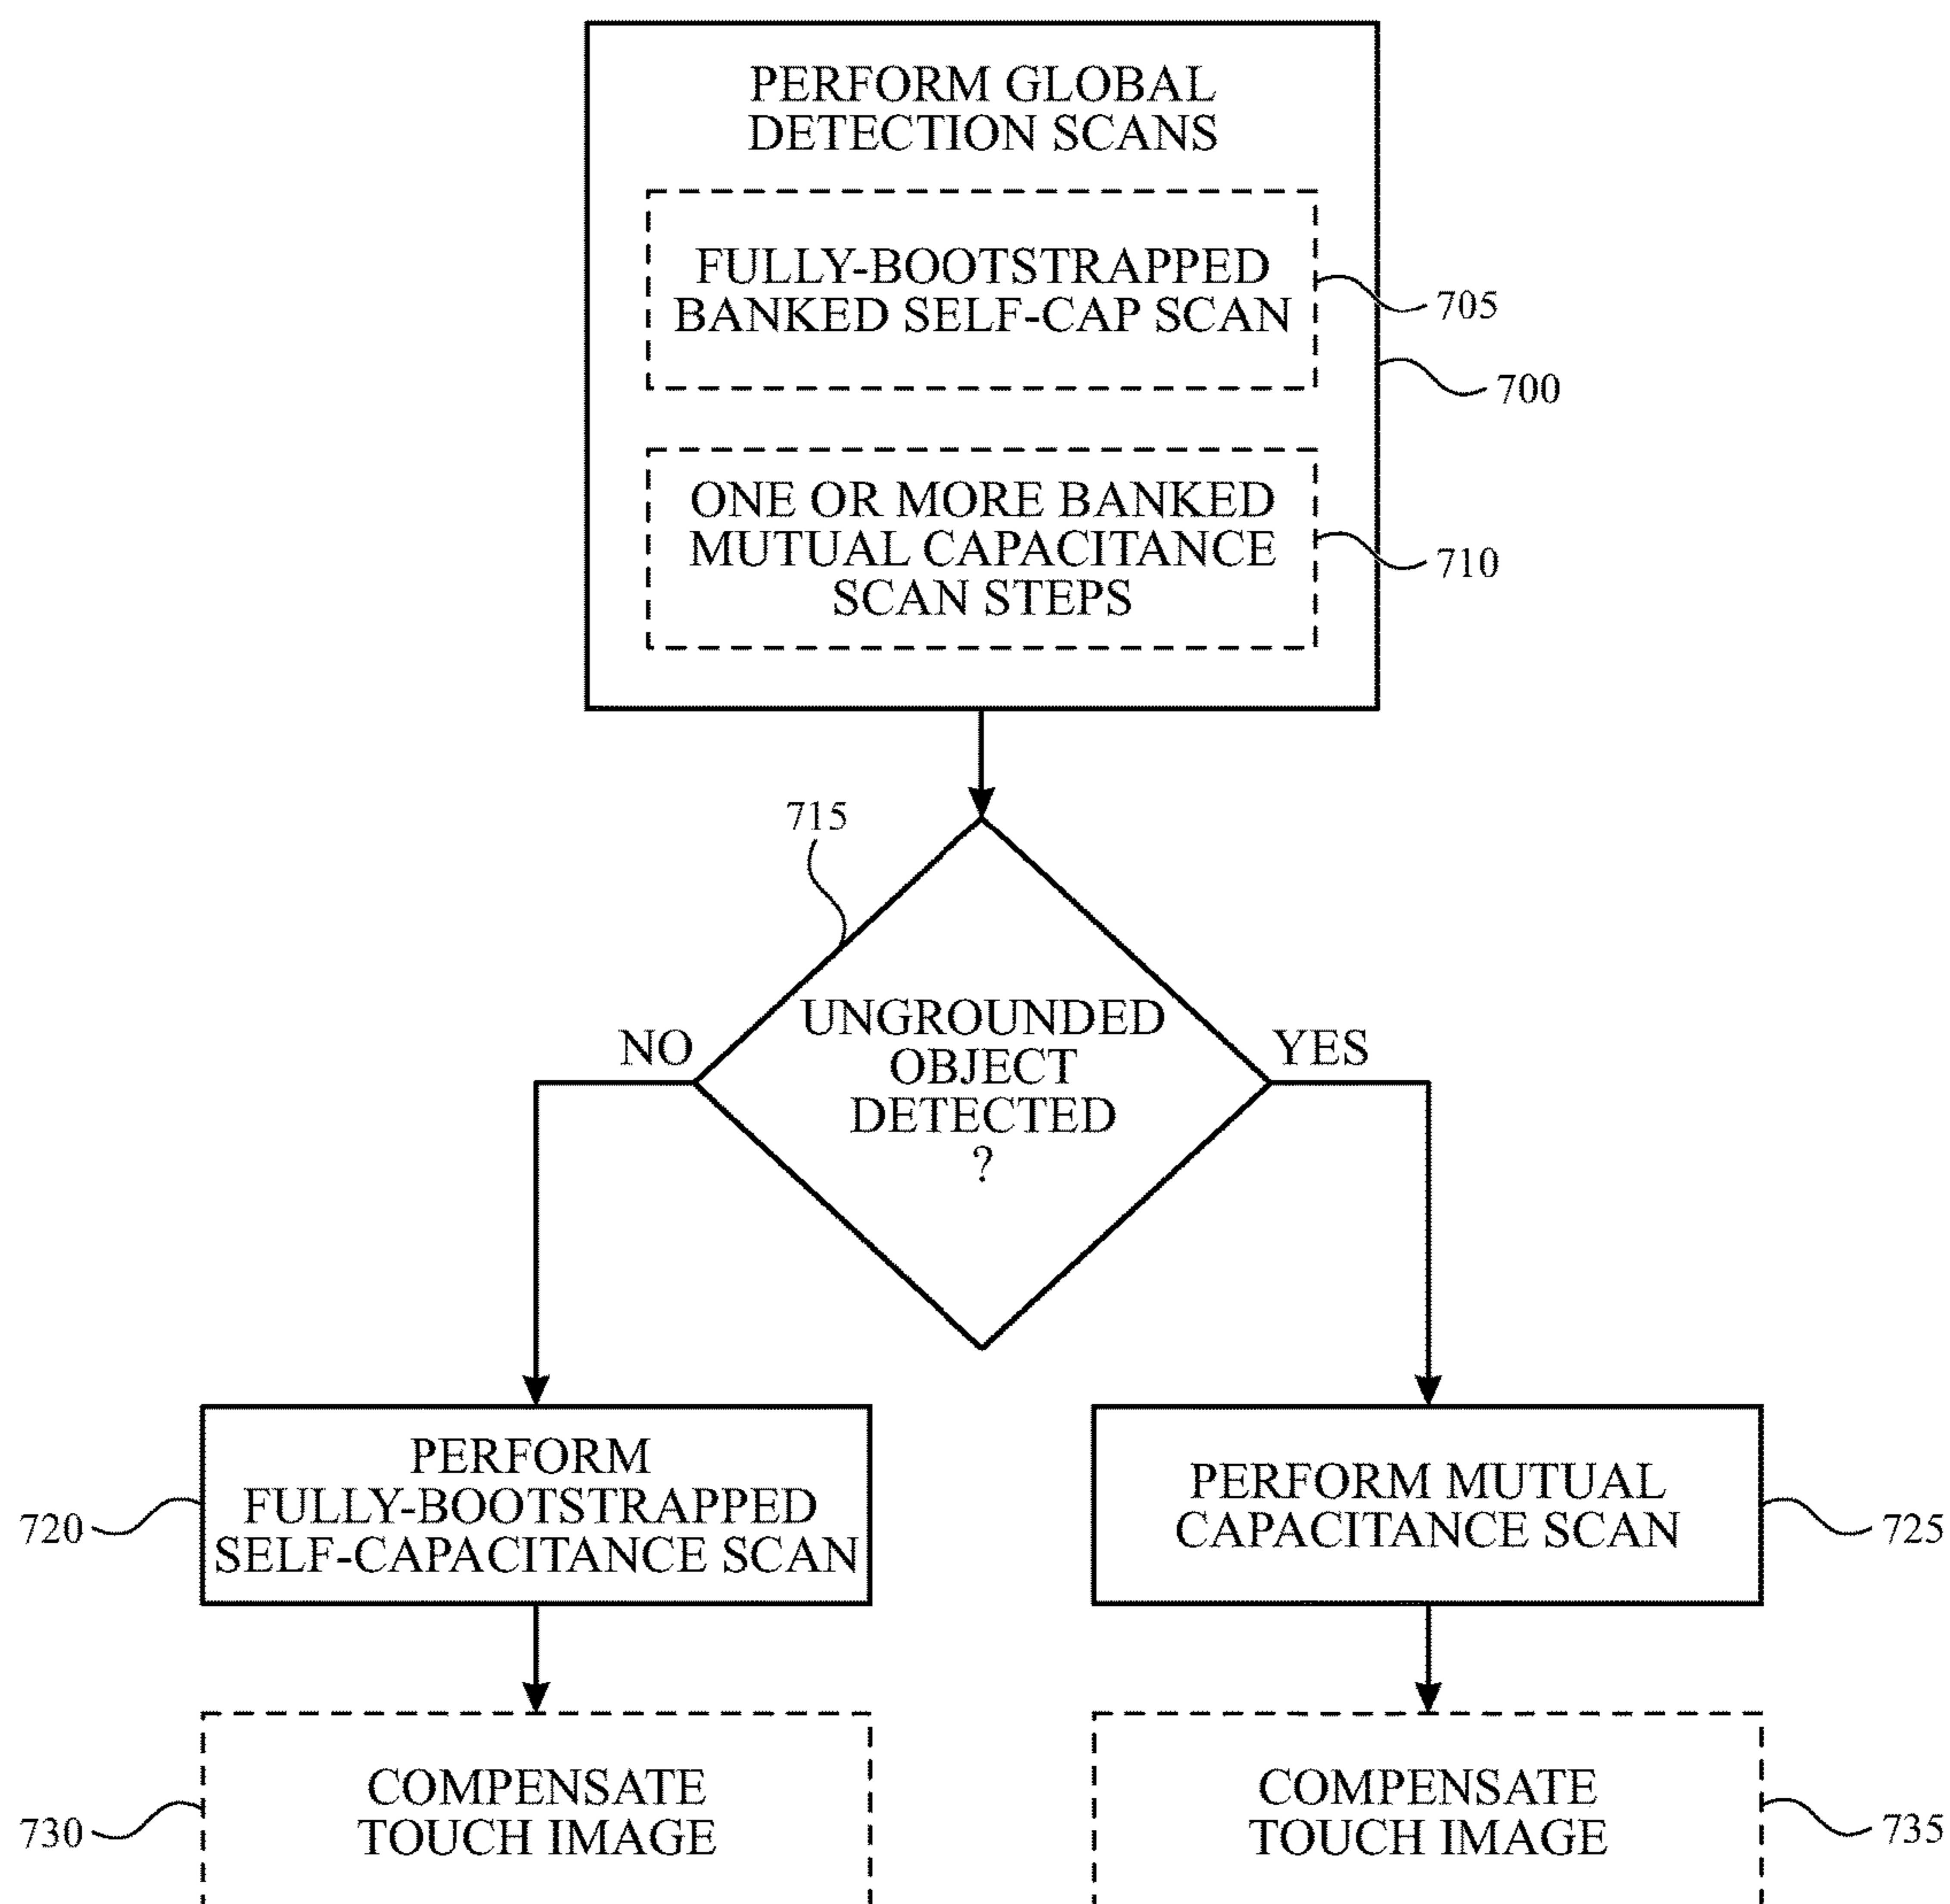 PERFORM GLOBAL
DETECTION SCANS
FULLY-BOOTSTRAPPED
BANKED SELF-CAP SCAN
705
700
ONE OR MORE BANKED
MUTUAL CAPACITANCE
SCAN STEPS
710
715
UNGROUNDED
OBJECT
DETECTED
?
NO
YES
PERFORM
FULLY-BOOTSTRAPPED
SELF-CAPACITANCE SCAN
720
PERFORM MUTUAL
CAPACITANCE SCAN
725
COMPENSATE
TOUCH IMAGE
730
COMPENSATE
TOUCH IMAGE
735